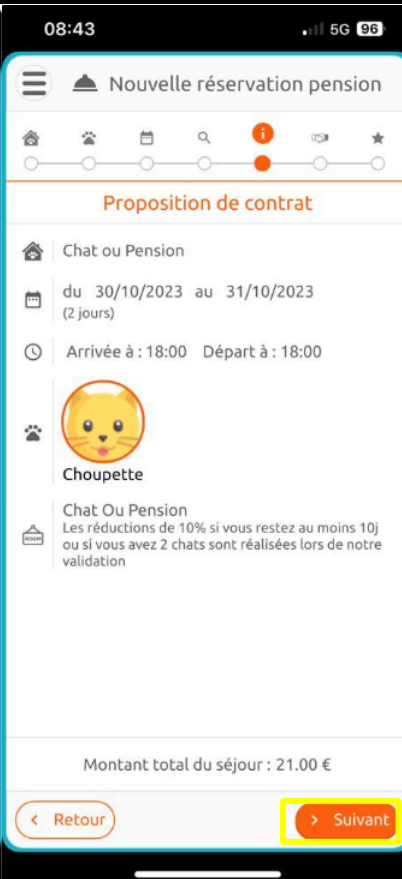 08:43
5G 96
Nouvelle réservation pension
Proposition de contrat
Chat ou Pension
du 30/10/2023 au 31/10/2023
(2 jours)
Arrivée à : 18:00 Départ à : 18:00
Choupette
Chat Ou Pension
Les réductions de 10% si vous restez au moins 10j
ou si vous avez 2 chats sont réalisées lors de notre
validation
ROOM
Montant total du séjour : 21.00 €
Retour
Suivant